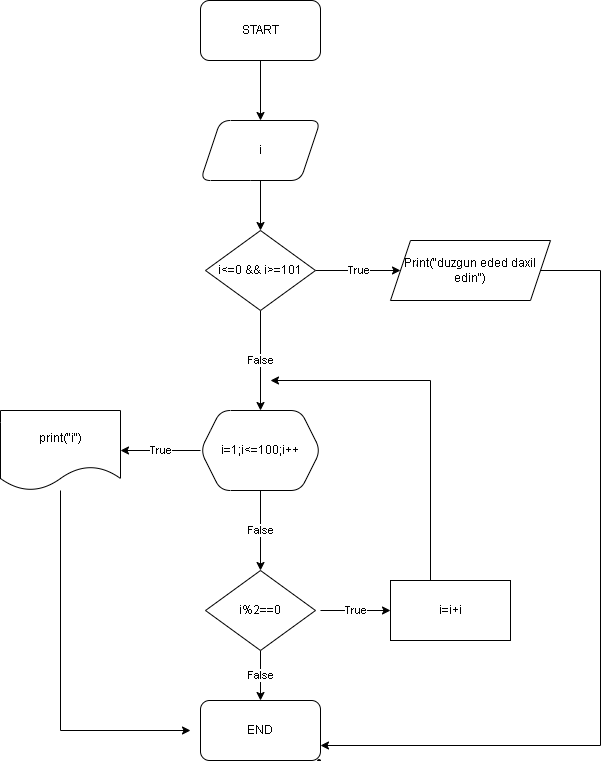 START
i
i<=0 && i>=101
True
Print("duzgun eded daxil
edin")
False
print("i")
True
i=1;i<=100;i++
False
i%2==0
True
i=i+i
False
END